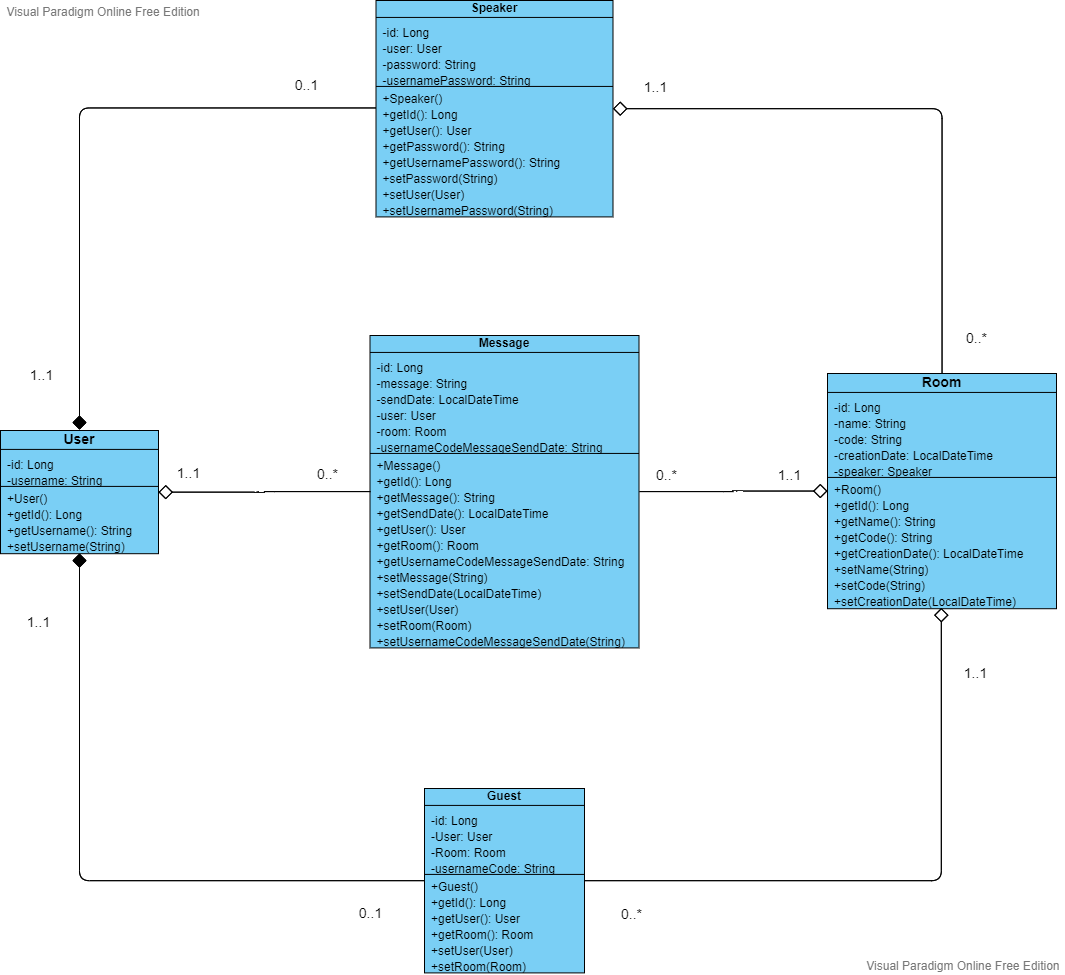 Visual Paradigm Online Free Edition
Speaker
-id: Long
-user: User
-password: String
-usernamePassword: String
+Speaker()
+getId(): Long
+getUser(): User
+getPassword(): String
+getUsernamePassword(): String
+setPassword(String)
+setUser(User)
+setUsernamePassword(String)
0..1
1..1
1..1
0..*
Message
-id: Long
-message: String
-sendDate: LocalDateTime
-user: User
-room: Room
-usernameCodeMessageSendDate: String
+Message()
+getId(): Long
+getMessage(): String
+getSendDate(): LocalDateTime
+getUser(): User
+getRoom(): Room
+getUsernameCodeMessageSendDate: String
+setMessage(String)
+setSendDate(LocalDateTime)
+setUser(User)
+setRoom(Room)
+setUsernameCodeMessageSendDate(String)
User
-id: Long
-username: String
+User()
+getId(): Long
+getUsername(): String
+setUsername(String)
1..1
0..*
0..*
1..1
Room
-id: Long
-name: String
-code: String
-creationDate: LocalDateTime
-speaker: Speaker
+Room()
+getId(): Long
+getName(): String
+getCode(): String
+getCreationDate(): LocalDateTime
+setName(String)
+setCode(String)
+setCreationDate(LocalDateTime)
1..1
1..1
Guest
-id: Long
-User: User
-Room: Room
-usernameCode: String
+Guest()
+getId(): Long
+getUser(): User
+getRoom(): Room
+setUser(User)
+setRoom(Room)
0..1
0..*
Visual Paradigm Online Free Edition